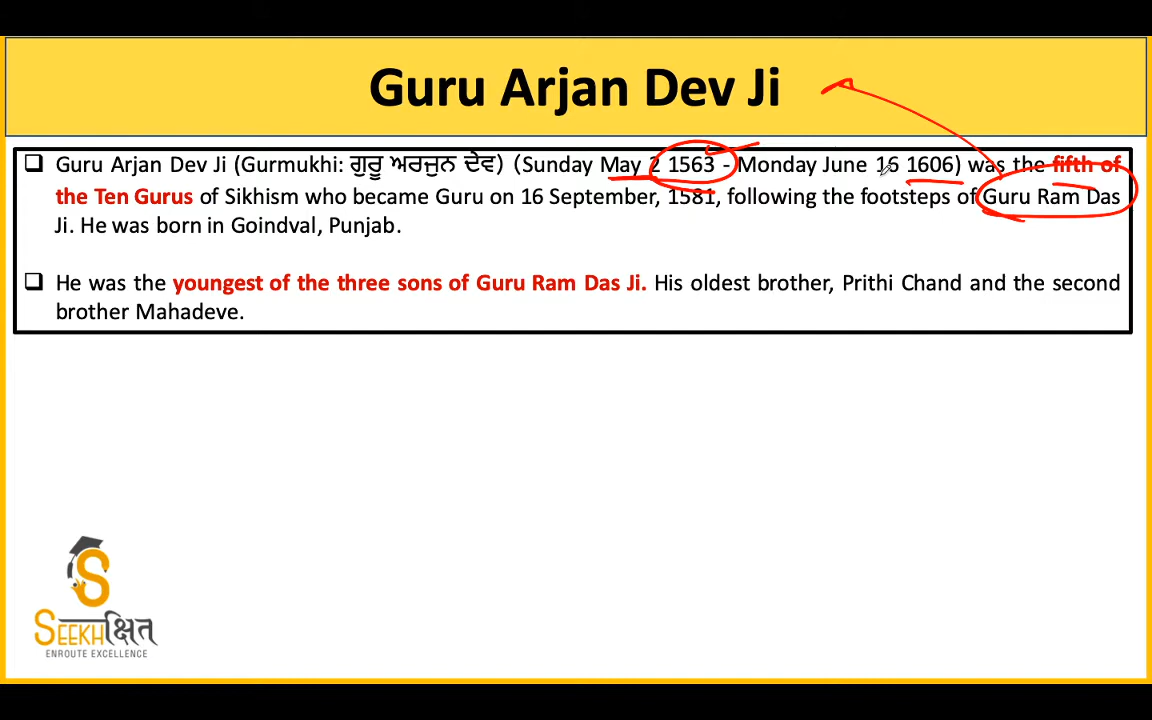 Guru Arjan Dev Ji
Guru Arjan Dev Ji (Gurmukhi: ਗੁਰੂ ਅਰਜੁਨ ਦੇਵ) (Sunday May 2 1563 - Monday June 15 1606) was the fifth of
the Ten Gurus of Sikhism who became Guru on 16 September, 1581, following the footsteps of Guru Ram Das
Ji. He was born in Goindval, Punjab.
He was the youngest of the three sons of Guru Ram Das Ji. His oldest brother, Prithi Chand and the second
brother Mahadeve.
S
SEEKHक्षित
ENROUTE EXCELLENCE